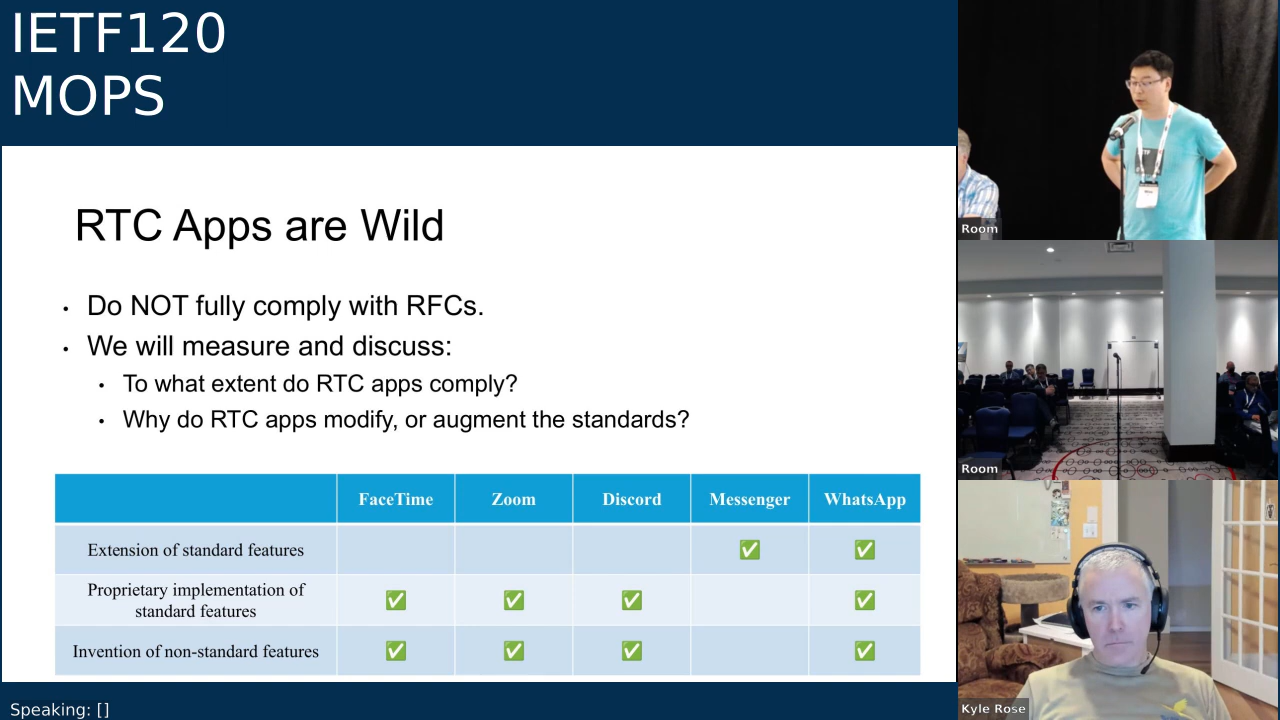 IETF120
MOPS
RTC Apps are Wild
• Do NOT fully comply with RFCs.
• We will measure and discuss:
• To what extent do RTC apps comply?
• Why do RTC apps modify, or augment the standards?
FaceTime Zoom Discord Messenger WhatsApp
Extension of standard features ✅ ✅
Proprietary implementation of
standard features ✅ ✅ ✅ ✅
Invention of non-standard features ✅ ✅ ✅ ✅
Speaking: []
Room
Room
Kyle Rose